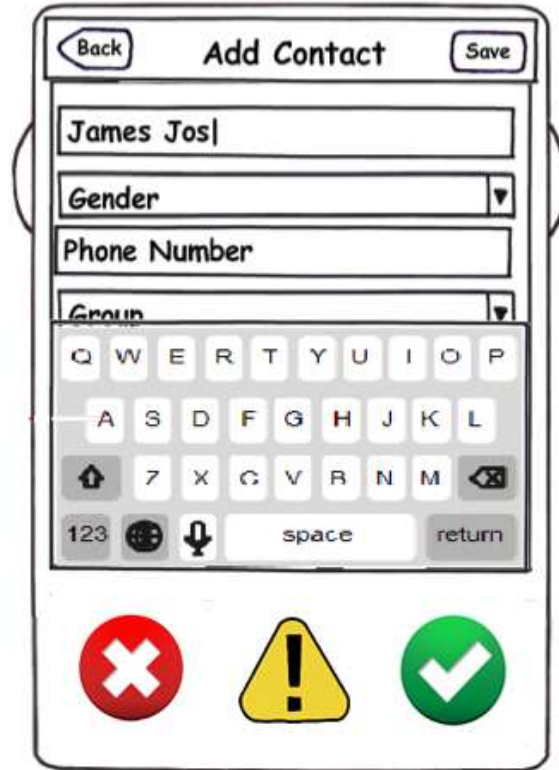 Back Add Contact Save
James Jos
Gender
Phone Number
Group
Q W E R T Y U I O P
A S D F G H J K L
Z X C V B N M
123 space return